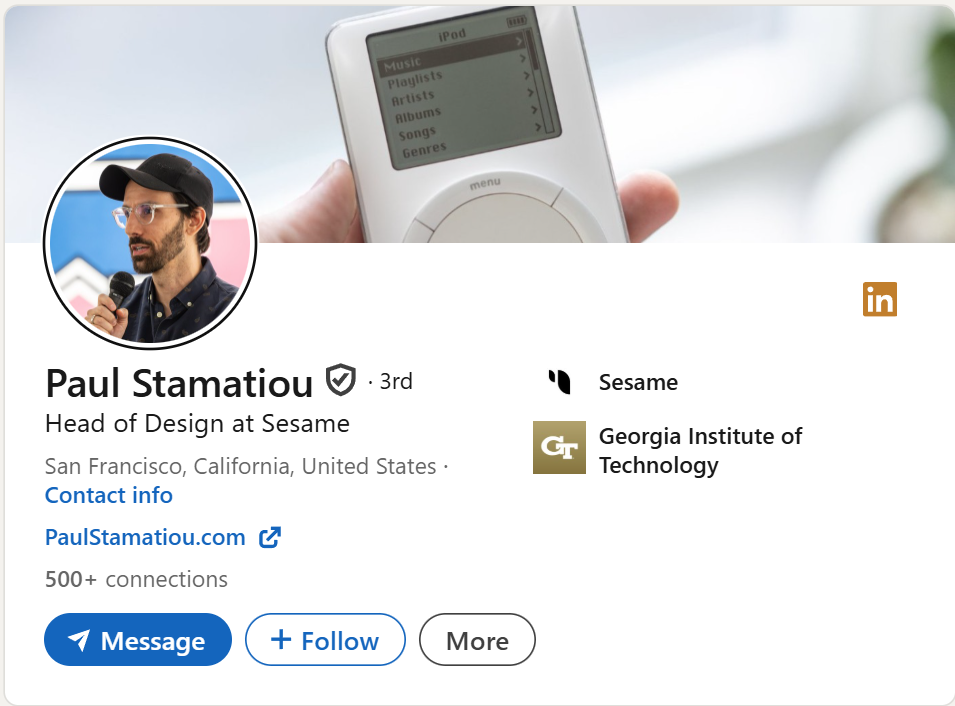 iPod
Music
Playlists
Artists
Albums
Songs
Genres
menu
in
Paul Stamatiou · 3rd
Head of Design at Sesame
San Francisco, California, United States ·
Contact info
PaulStamatiou.com
500+ connections
Message
+ Follow
More
Sesame
GT
Georgia Institute of
Technology